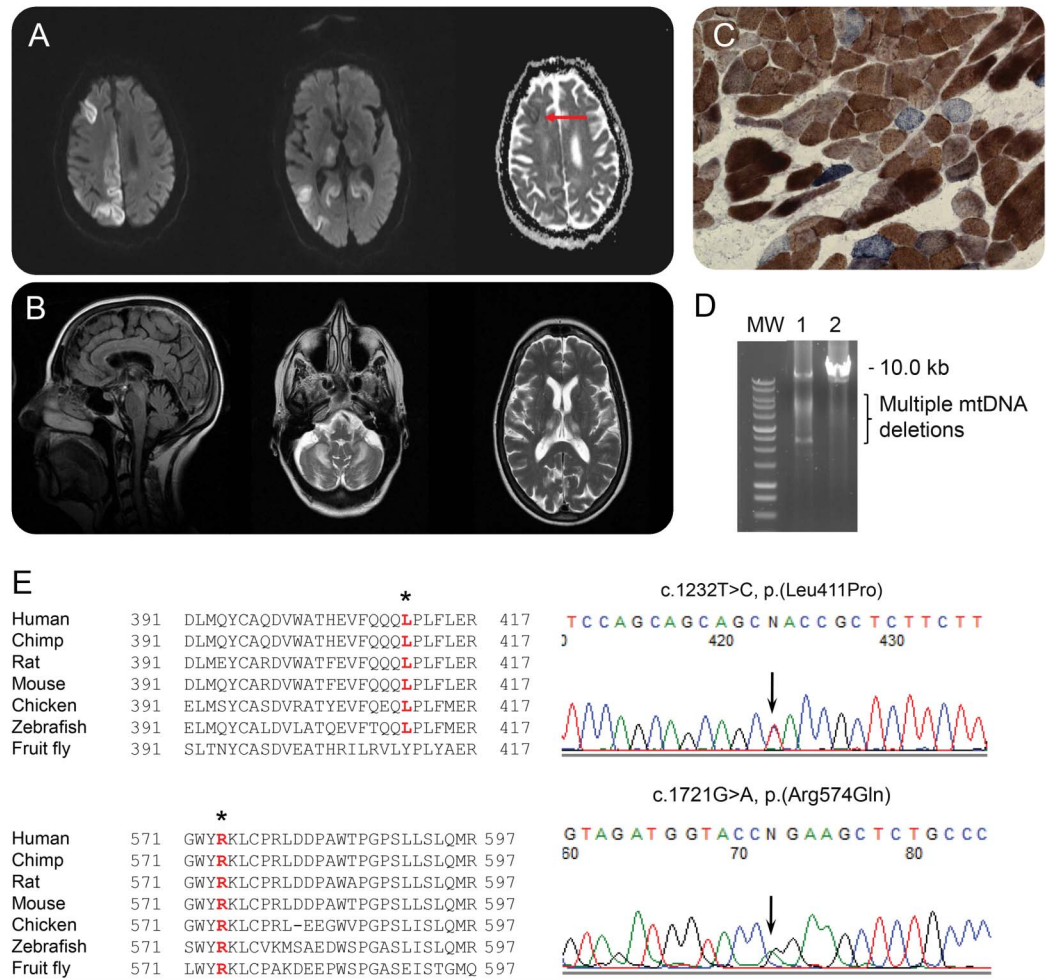 A
B
C
D
MW 1 2
- 10.0 kb
Multiple mtDNA
deletions
E
*
Human 391 DLMQYCAQDVWATHEVFQQQLPLFLER 417
Chimp 391 DLMQYCAQDVWATHEVFQQQLPLFLER 417
Rat 391 DLMEYCARDVWATFEVFQQQLPLFLER 417
Mouse 391 DLMQYCARDVWATFEVFQQQLPLFLER 417
Chicken 391 ELMSYCASDVRATYEVFQEQLPLFMER 417
Zebrafish 391 ELMQYCALDVLATQEVFTQQLPLFMER 417
Fruit fly 391 SLTNYCASDVEATHRILRVLYPLYAER 417
c.1232T>C, p.(Leu411Pro)
TCCAGCAGCAGCNACCGCTCTTCTT
0 420 430
*
Human 571 GWYRKLCPRLDDPAWTPGPSLLSLQMR 597
Chimp 571 GWYRKLCPRLDDPAWTPGPSLLSLQMR 597
Rat 571 GWYRKLCPRLDDPAWAPGPSLLSLQMR 597
Mouse 571 GWYRKLCPRLDDPAWTPGPSLLSLQMR 597
Chicken 571 GWYRKLCPRL-EEGWVPGPSLLSLQMR 597
Zebrafish 571 SWYRKLCVKMSAEDWSPGASLISLQMR 597
Fruit fly 571 LWYRKLCPAKDEEPWSPGASEISTGMQ 597
c.1721G>A, p.(Arg574Gln)
GTAGATGGTACCNGAAGCTCTGCCC
60 70 80